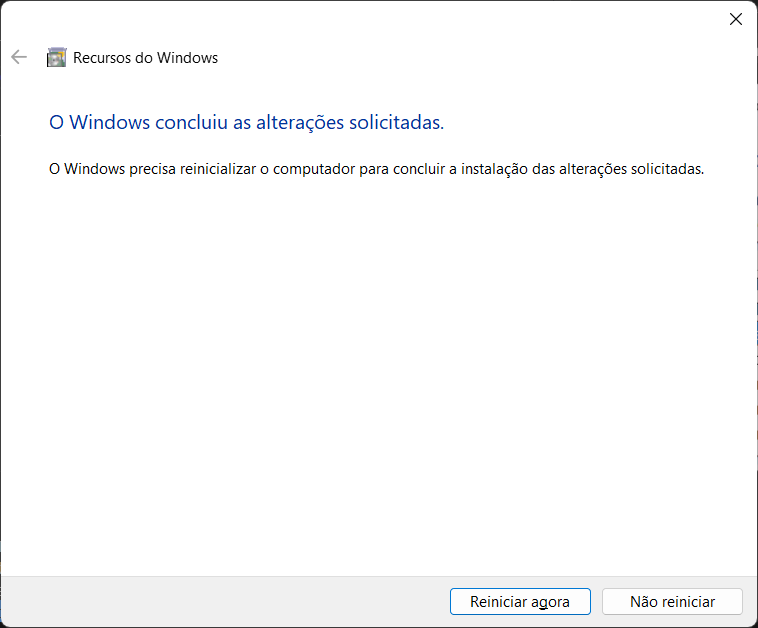 Recursos do Windows
O Windows concluiu as alterações solicitadas.
O Windows precisa reinicializar o computador para concluir a instalação das alterações solicitadas.
Reiniciar agora
Não reiniciar